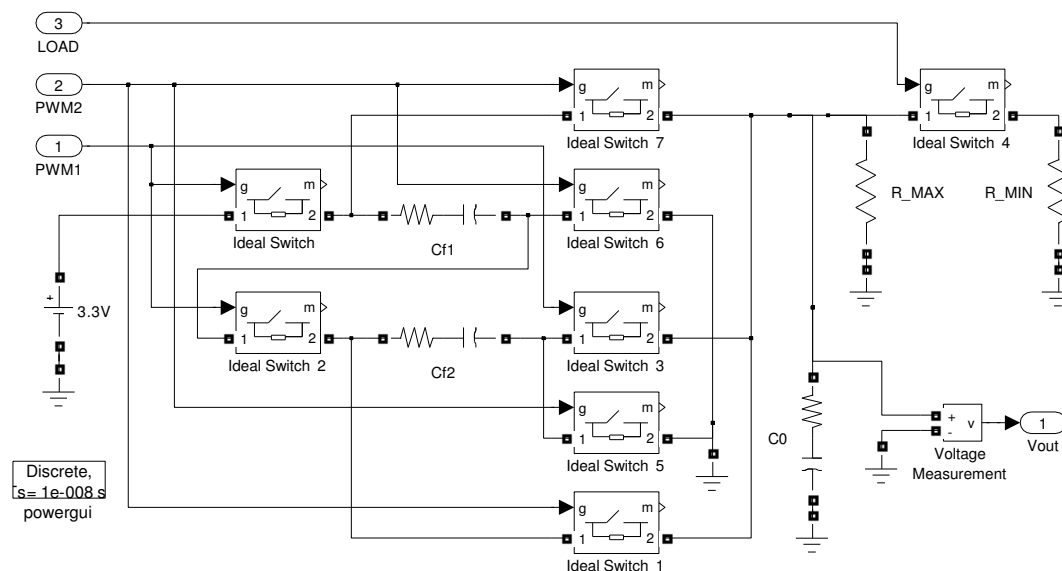 3
LOAD
2
PWM2
1
PWM1
g m
1 2
Ideal Switch 7
g m
1 2
Ideal Switch 4
R_MAX
R_MIN
g m
1 2
Ideal Switch
Cf1
g m
1 2
Ideal Switch 6
+
3.3V
g m
1 2
Ideal Switch 2
Cf2
g m
1 2
Ideal Switch 3
g m
1 2
Ideal Switch 5
C0
+
-
v
Voltage
Measurement
1
Vout
Discrete,
s= 1e-008 s
powergui
g m
1 2
Ideal Switch 1